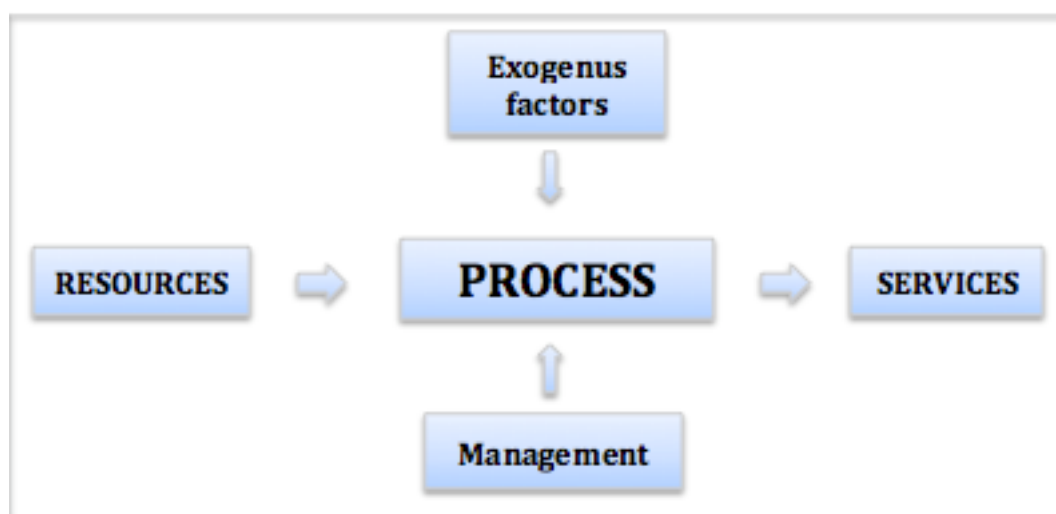 Exogenus
factors
RESOURCES
PROCESS
SERVICES
Management